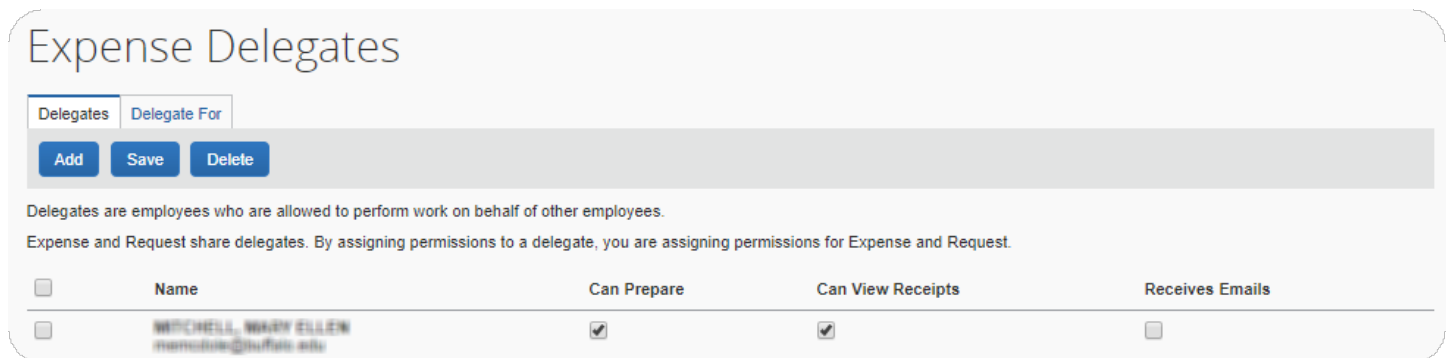 Expense Delegates
Delegates Delegate For
Add Save Delete
Delegates are employees who are allowed to perform work on behalf of other employees.
Expense and Request share delegates. By assigning permissions to a delegate, you are assigning permissions for Expense and Request.
Name Can Prepare Can View Receipts Receives Emails